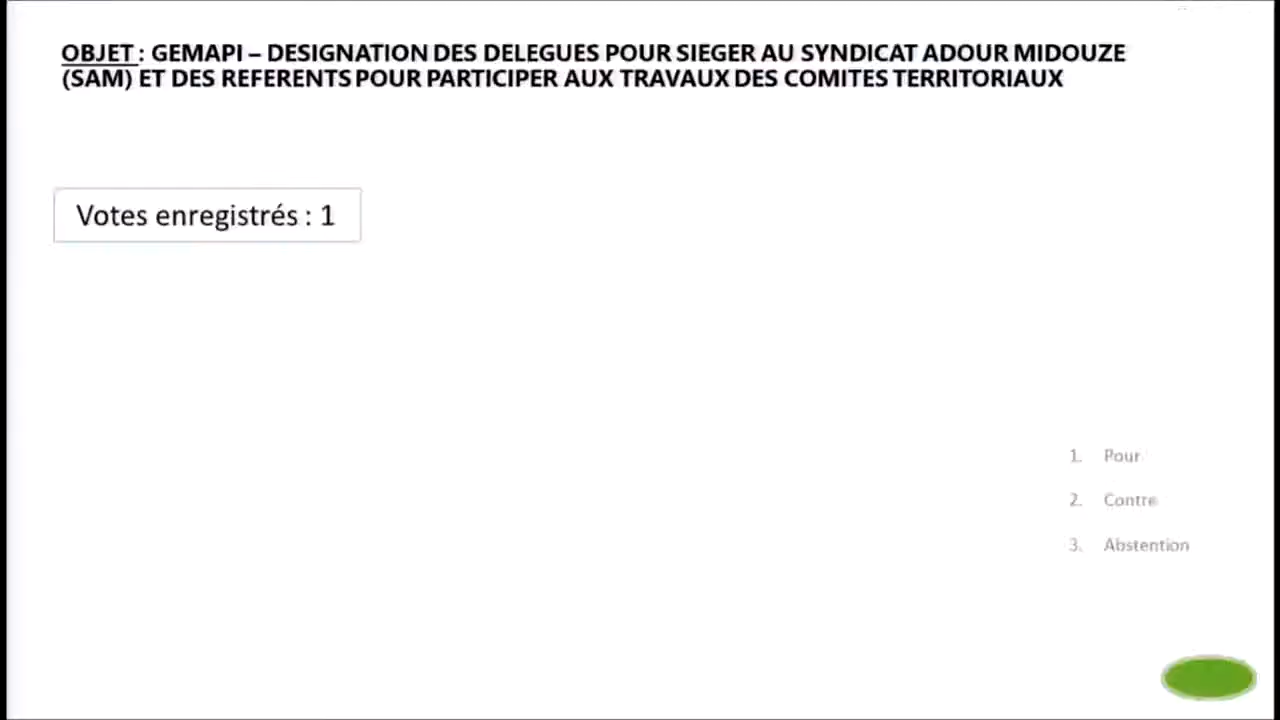 OBJET : GEMAPI – DESIGNATION DES DELEGUES POUR SIEGER AU SYNDICAT ADOUR MIDOUZE
(SAM) ET DES REFERENTS POUR PARTICIPER AUX TRAVAUX DES COMITES TERRITORIAUX
Votes enregistrés : 1
1. Pour
2. Contre
3. Abstention